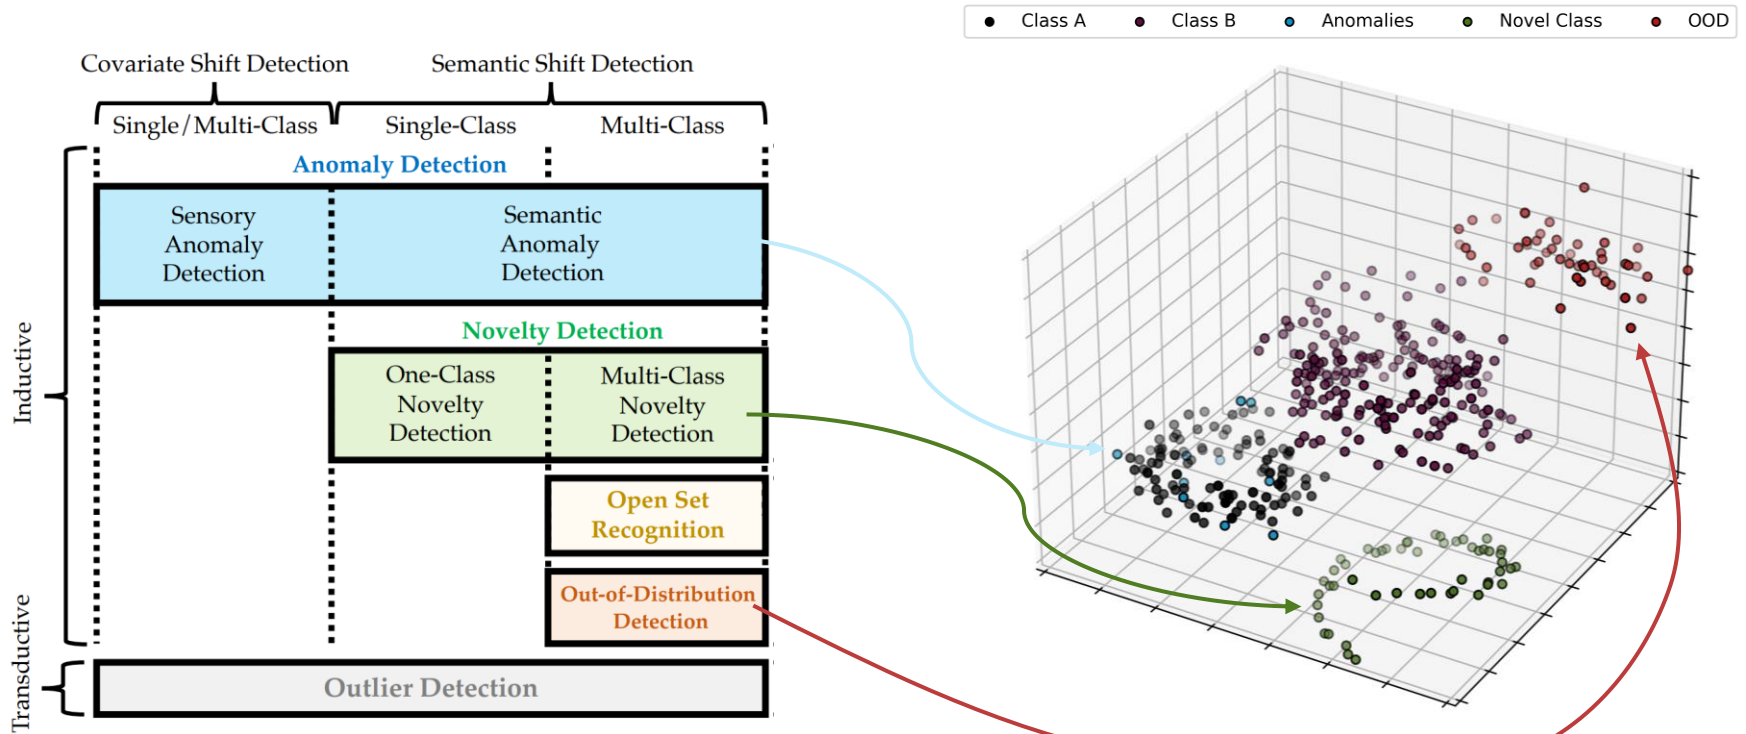 Class A
Class B
Anomalies
Novel Class
OOD
Covariate Shift Detection
Semantic Shift Detection
Single/Multi-Class
Single-Class
Multi-Class
Anomaly Detection
Sensory
Anomaly
Detection
Semantic
Anomaly
Detection
Novelty Detection
One-Class
Novelty
Detection
Multi-Class
Novelty
Detection
Open Set
Recognition
Out-of-Distribution
Detection
Outlier Detection
Inductive
Transductive